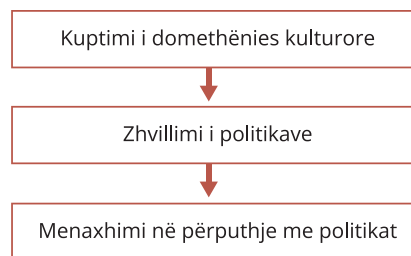 Kuptimi i domethënies kulturore
Zhvillimi i politikave
Menaxhimi në përputhje me politikat